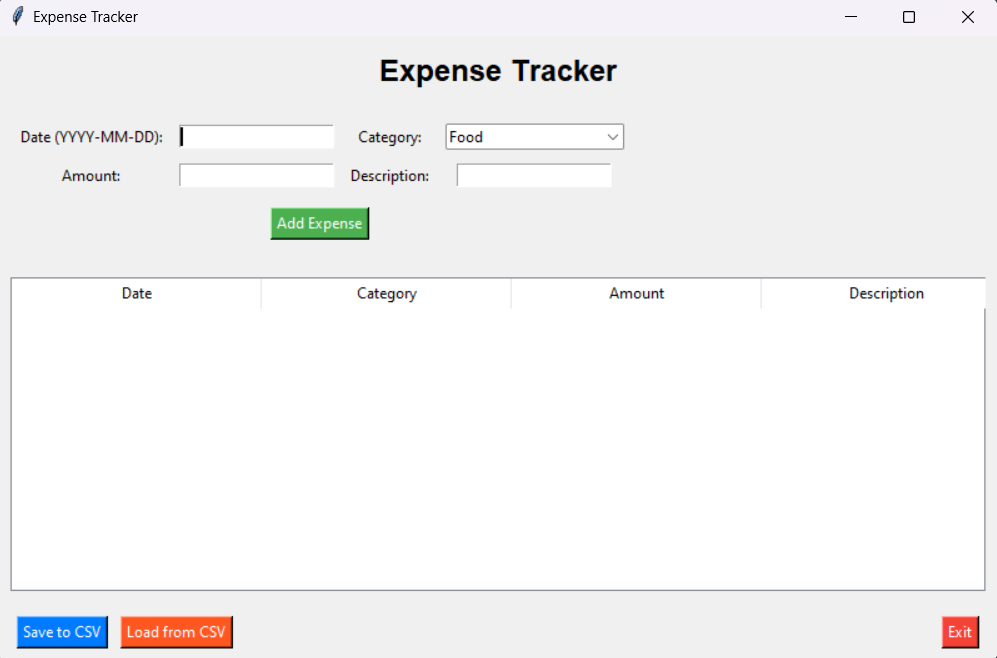 Expense Tracker
Expense Tracker
Date (YYYY-MM-DD): Category: Food
Amount: Description:
Add Expense
Date Category Amount Description
Save to CSV Load from CSV Exit